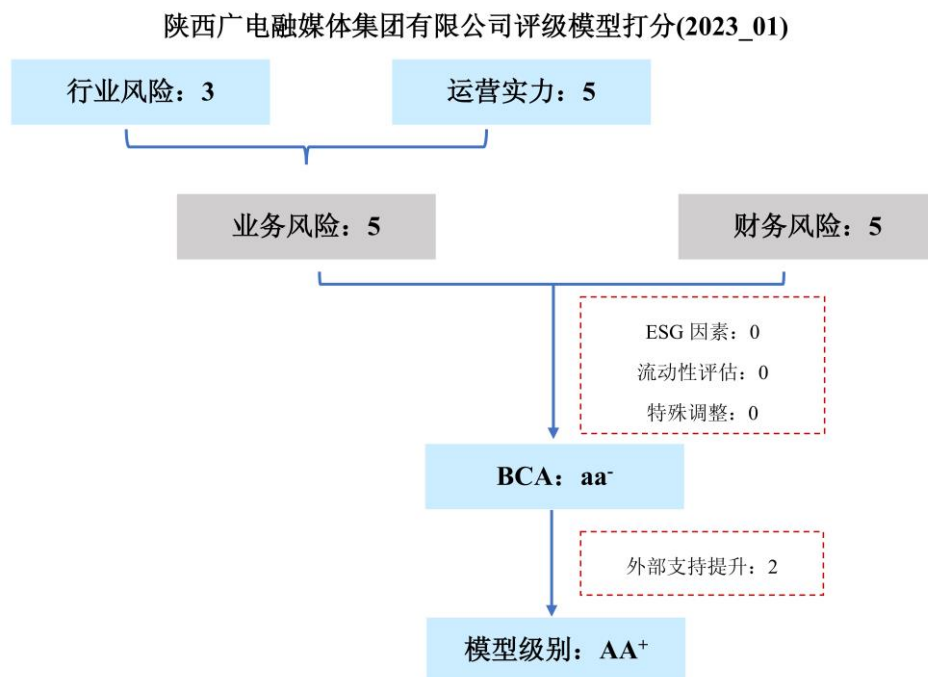 陕西广电融媒体集团有限公司评级模型打分(2023_01)
行业风险：3
运营实力：5
业务风险：5
财务风险：5
ESG 因素：0
流动性评估：0
特殊调整：0
BCA：aa⁻
外部支持提升：2
模型级别：AA⁺